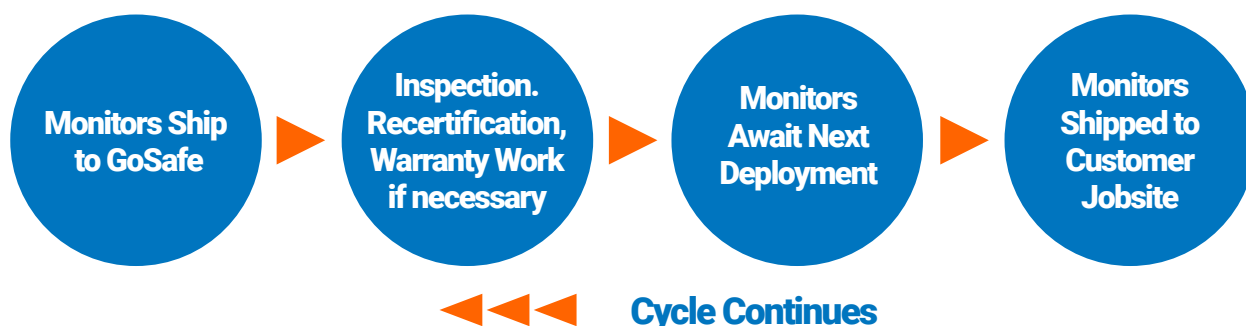 Monitors Ship
to GoSafe
Inspection.
Recertification,
Warranty Work
if necessary
Monitors
Await Next
Deployment
Monitors
Shipped to
Customer
Jobsite
Cycle Continues